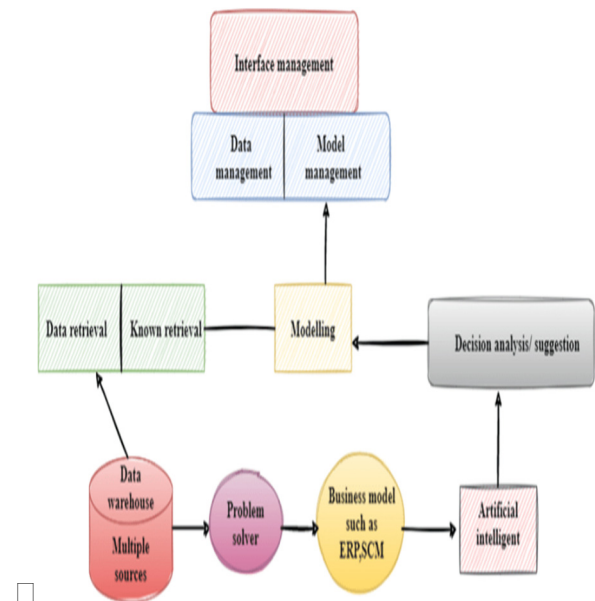 Interface management
Data
management
Model
management
Data retrieval
Known retrieval
Modelling
Decision analysis/ suggestion
Data
warehouse
Multiple
sources
Problem
solver
Business model
such as
ERP,SCM
Artificial
intelligent